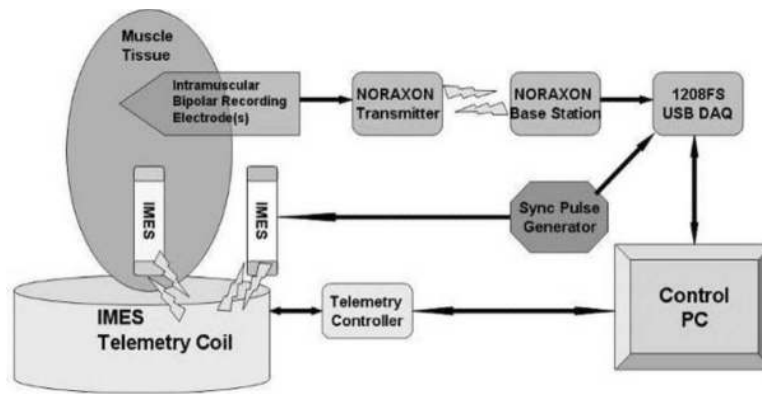 Muscle
Tissue
Intramuscular
Bipolar Recording
Electrode(s)
NORAXON
Transmitter
NORAXON
Base Station
1208FS
USB DAQ
IMES
IMES
Sync Pulse
Generator
IMES
Telemetry Coil
Telemetry
Controller
Control
PC